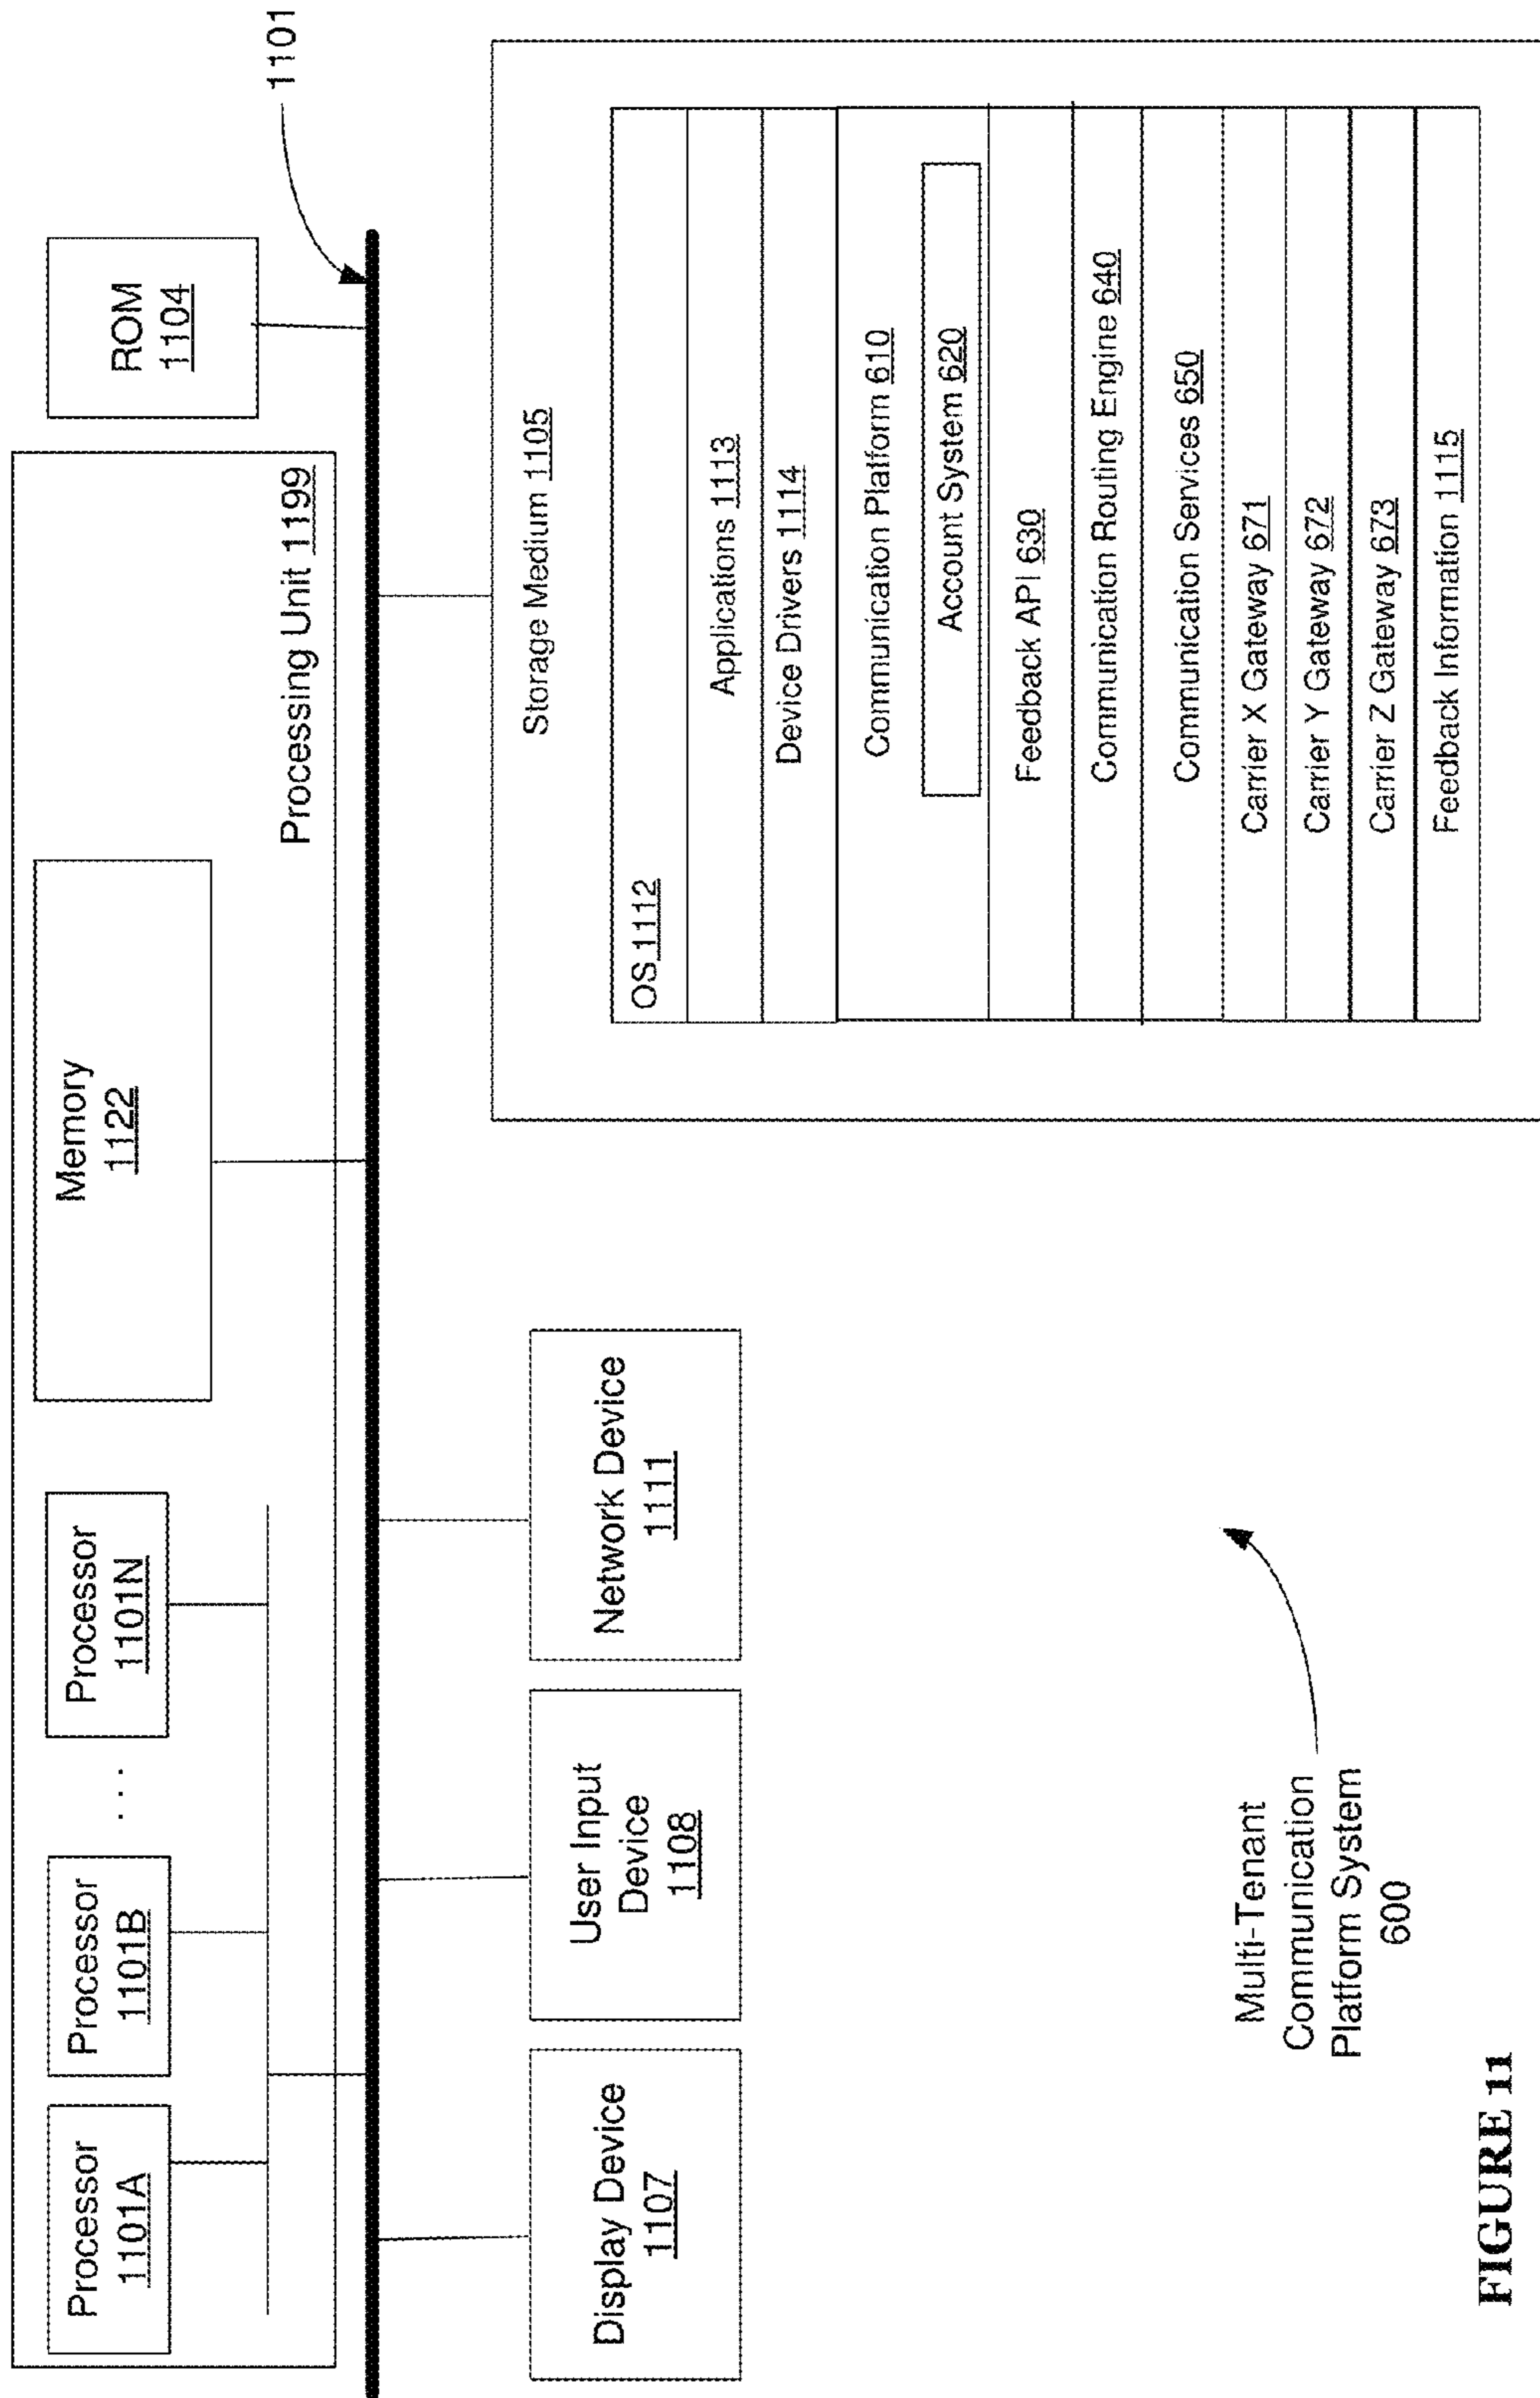 Processor
1101A
Processor
1101B
. . .
Processor
1101N
Memory
1122
Processing Unit 1199
ROM
1104
1101
Display Device
1107
User Input
Device
1108
Network Device
1111
Storage Medium 1105
OS 1112
Applications 1113
Device Drivers 1114
Communication Platform 610
Account System 620
Feedback API 630
Communication Routing Engine 640
Communication Services 650
Carrier X Gateway 671
Carrier Y Gateway 672
Carrier Z Gateway 673
Feedback Information 1115
Multi-Tenant
Communication
Platform System
600
FIGURE 11